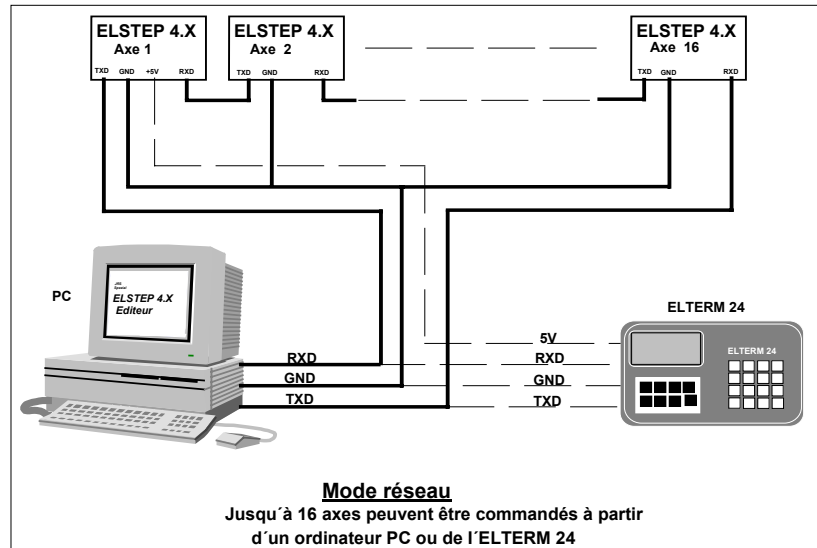 ELSTEP 4.X ELSTEP 4.X ELSTEP 4.X
Axe 1 Axe 2 Axe 16
TXD GND +5V RXD TXD GND RXD TXD GND RXD
PC
ELSTEP 4.X
Editeur
ELTERM 24
ELTERM 24
5V
RXD RXD
GND GND
TXD TXD
Mode réseau
Jusqu´à 16 axes peuvent être commandés à partir
d´un ordinateur PC ou de l´ELTERM 24